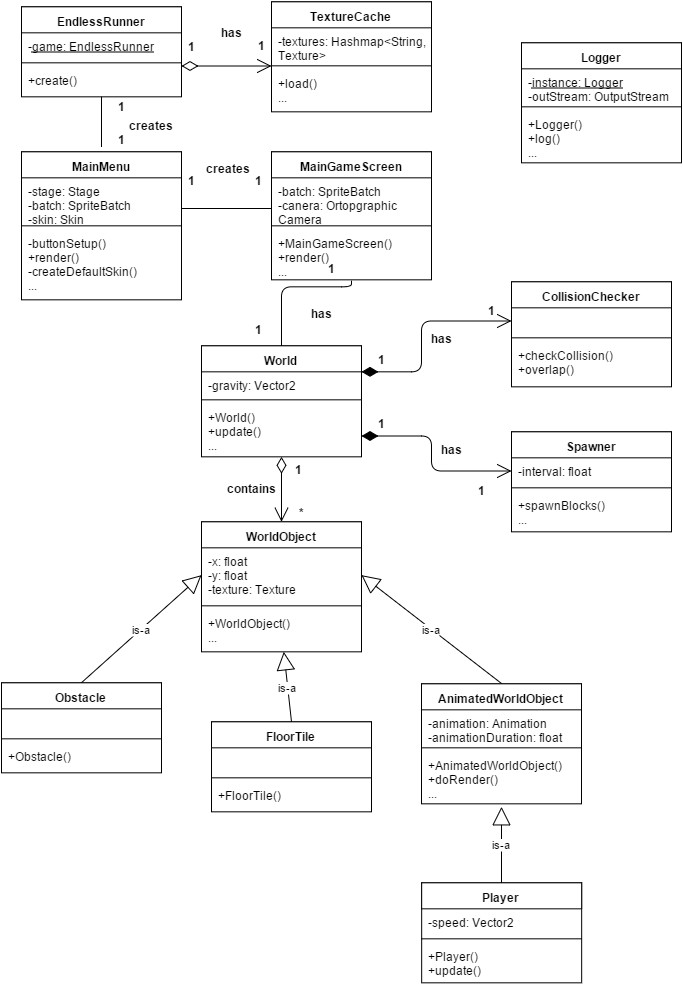 EndlessRunner
-game: EndlessRunner
+create()
1
has
1
TextureCache
-textures: Hashmap<String,
Texture>
+load()
...
Logger
-instance: Logger
-outStream: OutputStream
+Logger()
+log()
...
1
creates
1
MainMenu
-stage: Stage
-batch: SpriteBatch
-skin: Skin
-buttonSetup()
+render()
-createDefaultSkin()
...
creates
1
1
MainGameScreen
-batch: SpriteBatch
-canera: Ortopgraphic
Camera
+MainGameScreen()
+render()
...
1
has
1
World
-gravity: Vector2
+World()
+update()
...
1
has
1
CollisionChecker
+checkCollision()
+overlap()
1
has
1
Spawner
-interval: float
+spawnBlocks()
...
1
contains
*
WorldObject
-x: float
-y: float
-texture: Texture
+WorldObject()
...
is-a
is-a
is-a
Obstacle
+Obstacle()
FloorTile
+FloorTile()
AnimatedWorldObject
-animation: Animation
-animationDuration: float
+AnimatedWorldObject()
+doRender()
...
is-a
Player
-speed: Vector2
+Player()
+update()